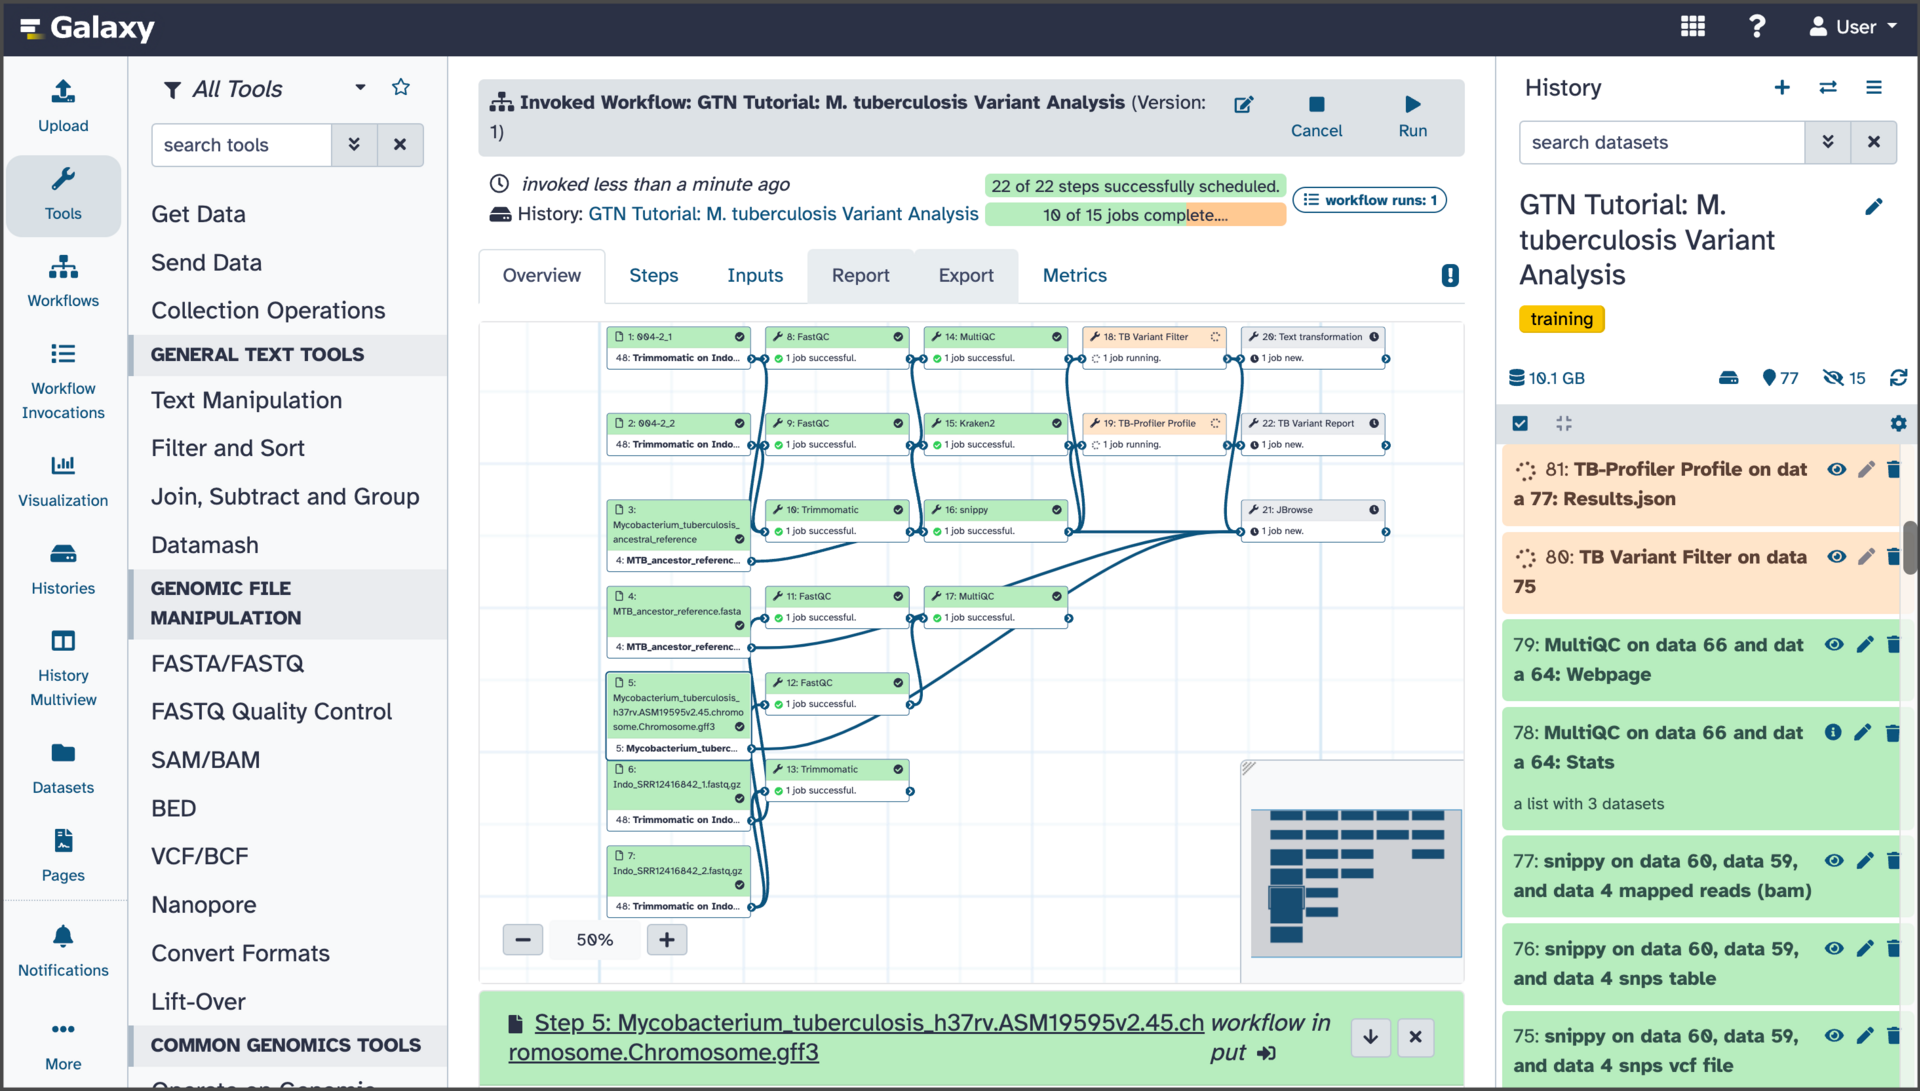 Galaxy
User
Upload
Tools
Workflows
Workflow
Invocations
Visualization
Histories
History
Multiview
Datasets
Pages
Notifications
More
All Tools
search tools
Get Data
Send Data
Collection Operations
GENERAL TEXT TOOLS
Text Manipulation
Filter and Sort
Join, Subtract and Group
Datamash
GENOMIC FILE
MANIPULATION
FASTA/FASTQ
FASTQ Quality Control
SAM/BAM
BED
VCF/BCF
Nanopore
Convert Formats
Lift-Over
COMMON GENOMICS TOOLS
Operate on Genomic
Invoked Workflow: GTN Tutorial: M. tuberculosis Variant Analysis (Version:
1)
Cancel
Run
invoked less than a minute ago
History: GTN Tutorial: M. tuberculosis Variant Analysis
22 of 22 steps successfully scheduled.
10 of 15 jobs complete....
workflow runs: 1
Overview
Steps
Inputs
Report
Export
Metrics
1: 004-2_1
48: Trimmomatic on Indo...
8: FastQC
1 job successful.
14: MultiQC
1 job successful.
18: TB Variant Filter
1 job running.
20: Text transformation
1 job new.
2: 004-2_2
48: Trimmomatic on Indo...
9: FastQC
1 job successful.
15: Kraken2
1 job successful.
19: TB-Profiler Profile
1 job running.
22: TB Variant Report
1 job new.
3:
Mycobacterium_tuberculosis_
ancestral_reference
4: MTB_ancestor_referenc...
10: Trimmomatic
1 job successful.
16: snippy
1 job successful.
21: JBrowse
1 job new.
4:
MTB_ancestor_reference.fasta
4: MTB_ancestor_referenc...
11: FastQC
1 job successful.
17: MultiQC
1 job successful.
5:
Mycobacterium_tuberculosis_
h37rv.ASM19595v2.45.chromo
some.Chromosome.gff3
5: Mycobacterium_tuberc...
12: FastQC
1 job successful.
6:
Indo_SRR12416842_1.fastq.gz
48: Trimmomatic on Indo...
13: Trimmomatic
1 job successful.
7:
Indo_SRR12416842_2.fastq.gz
48: Trimmomatic on Indo...
50%
Step 5: Mycobacterium_tuberculosis_h37rv.ASM19595v2.45.ch
romosome.Chromosome.gff3
workflow in
put
History
search datasets
GTN Tutorial: M.
tuberculosis Variant
Analysis
training
10.1 GB
77
15
81: TB-Profiler Profile on dat
a 77: Results.json
80: TB Variant Filter on data
75
79: MultiQC on data 66 and dat
a 64: Webpage
78: MultiQC on data 66 and dat
a 64: Stats
a list with 3 datasets
77: snippy on data 60, data 59,
and data 4 mapped reads (bam)
76: snippy on data 60, data 59,
and data 4 snps table
75: snippy on data 60, data 59,
and data 4 snps vcf file